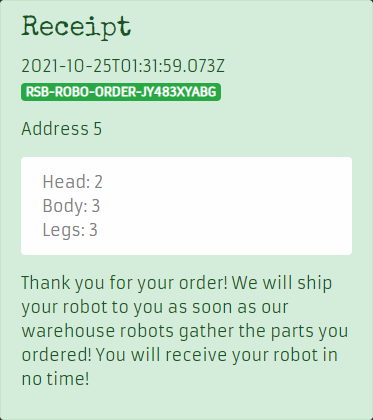 Receipt
2021-10-25T01:31:59.073Z
RSB-ROBO-ORDER-JY483XYABG
Address 5
Head: 2
Body: 3
Legs: 3
Thank you for your order! We will ship
your robot to you as soon as our
warehouse robots gather the parts you
ordered! You will receive your robot in
no time!